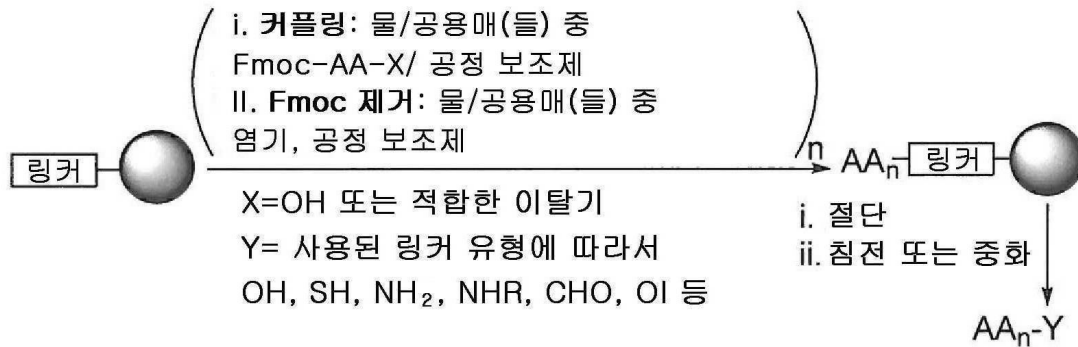 i. 커플링: 물/공용매(들) 중
Fmoc-AA-X/ 공정 보조제
II. Fmoc 제거: 물/공용매(들) 중
염기, 공정 보조제
n
링커
AAn 링커
X=OH 또는 적합한 이탈기
Y= 사용된 링커 유형에 따라서
OH, SH, NH₂, NHR, CHO, OI 등
i. 절단
ii. 침전 또는 중화
AAn-Y